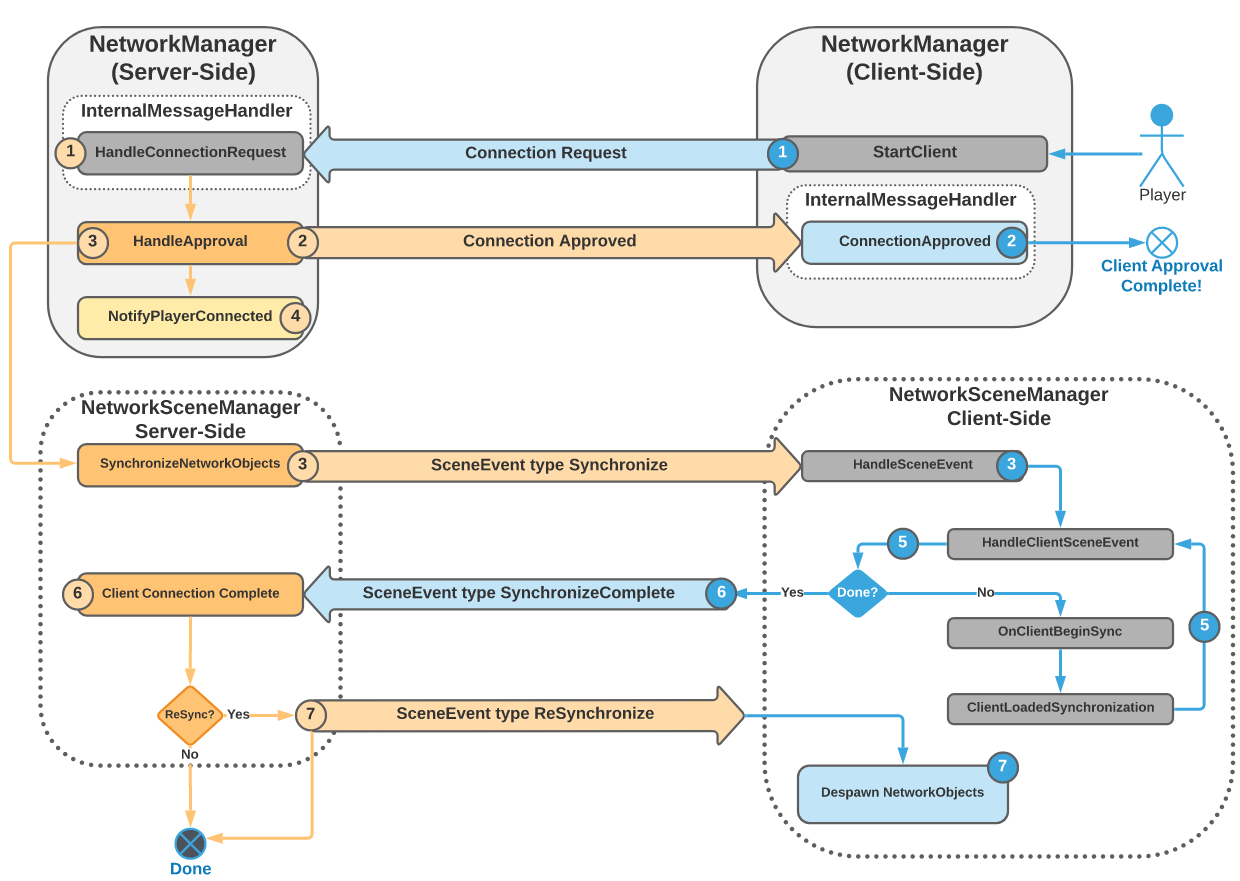 NetworkManager
(Server-Side)
InternalMessageHandler
1
HandleConnectionRequest
3
HandleApproval
2
NotifyPlayerConnected
4
Connection Request
Connection Approved
NetworkManager
(Client-Side)
1
StartClient
InternalMessageHandler
ConnectionApproved
2
Player
Client Approval
Complete!
NetworkSceneManager
Server-Side
SynchronizeNetworkObjects
3
SceneEvent type Synchronize
6
Client Connection Complete
SceneEvent type SynchronizeComplete
6
ReSync?
Yes
7
SceneEvent type ReSynchronize
No
Done
NetworkSceneManager
Client-Side
HandleSceneEvent
3
5
HandleClientSceneEvent
Yes
Done?
No
OnClientBeginSync
5
ClientLoadedSynchronization
7
Despawn NetworkObjects